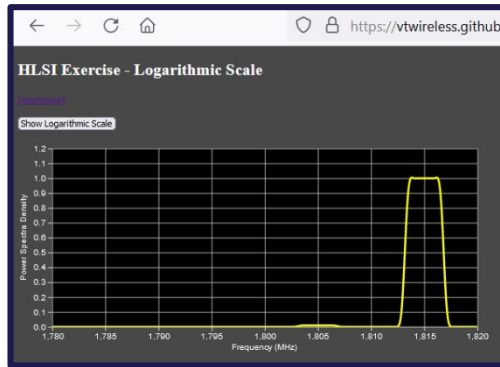 https://vtwireless.github
HLSI Exercise - Logarithmic Scale
[exercises]
Show Logarithmic Scale
1.2
1.1
1.0
0.9
0.8
0.7
0.6
0.5
0.4
0.3
0.2
0.1
0.0
Power Spectra Density
1,780 1,785 1,790 1,795 1,800 1,805 1,810 1,815 1,820
Frequency (MHz)